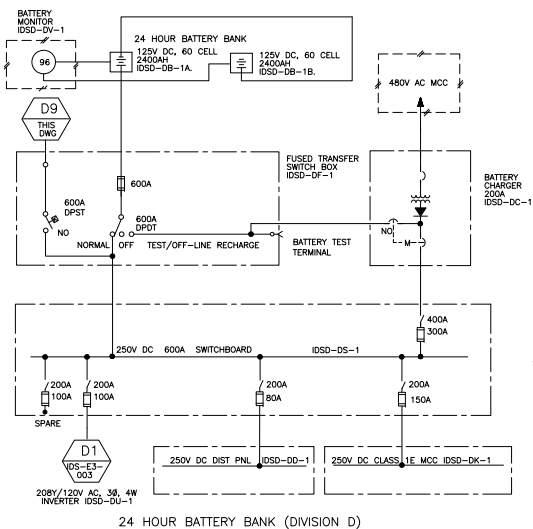 BATTERY
MONITOR
IDSD-DV-1
24 HOUR BATTERY BANK
96
125V DC, 60 CELL
2400AH
IDSD-DB-1A.
125V DC, 60 CELL
2400AH
IDSD-DB-1B.
480V AC MCC
D9
THIS
DWG
FUSED TRANSFER
SWITCH BOX
IDSD-DF-1
BATTERY
CHARGER
200A
IDSD-DC-1
600A
600A
DPST
NO
600A
DPDT
NORMAL OFF TEST/OFF-LINE RECHARGE
BATTERY TEST
TERMINAL
NO
M
400A
300A
250V DC 600A SWITCHBOARD IDSD-DS-1
200A
100A
200A
100A
200A
80A
200A
150A
SPARE
D1
IDS-E3-
003
250V DC DIST PNL IDSD-DD-1
250V DC CLASS 1E MCC IDSD-DK-1
208Y/120V AC, 3Ø, 4W
INVERTER IDSD-DU-1
24 HOUR BATTERY BANK (DIVISION D)